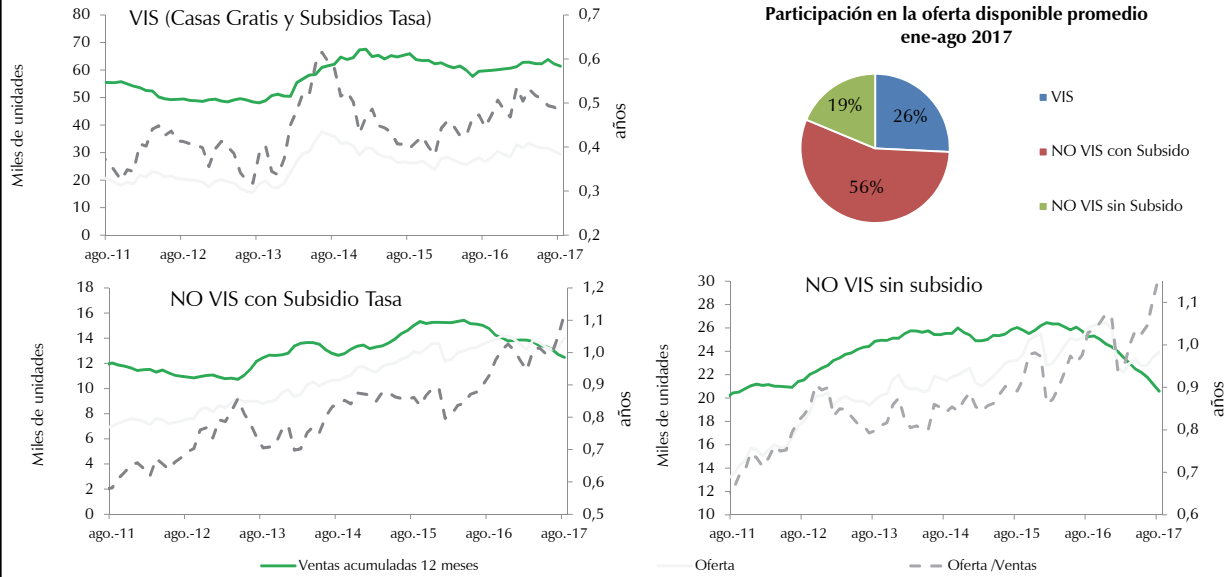 VIS (Casas Gratis y Subsidios Tasa)
Miles de unidades
80
70
60
50
40
30
20
10
0
0,7
0,6
0,5
0,4
0,3
0,2
años
ago.-11 ago.-12 ago.-13 ago.-14 ago.-15 ago.-16 ago.-17
Participación en la oferta disponible promedio
ene-ago 2017
19%
26%
56%
VIS
NO VIS con Subsido
NO VIS sin Subsido
NO VIS con Subsidio Tasa
Miles de unidades
18
16
14
12
10
8
6
4
2
0
1,2
1,1
1,0
0,9
0,8
0,7
0,6
0,5
años
ago.-11 ago.-12 ago.-13 ago.-14 ago.-15 ago.-16 ago.-17
NO VIS sin subsidio
Miles de unidades
30
28
26
24
22
20
18
16
14
12
10
1,1
1,0
0,9
0,8
0,7
0,6
años
ago.-11 ago.-12 ago.-13 ago.-14 ago.-15 ago.-16 ago.-17
Ventas acumuladas 12 meses Oferta Oferta /Ventas